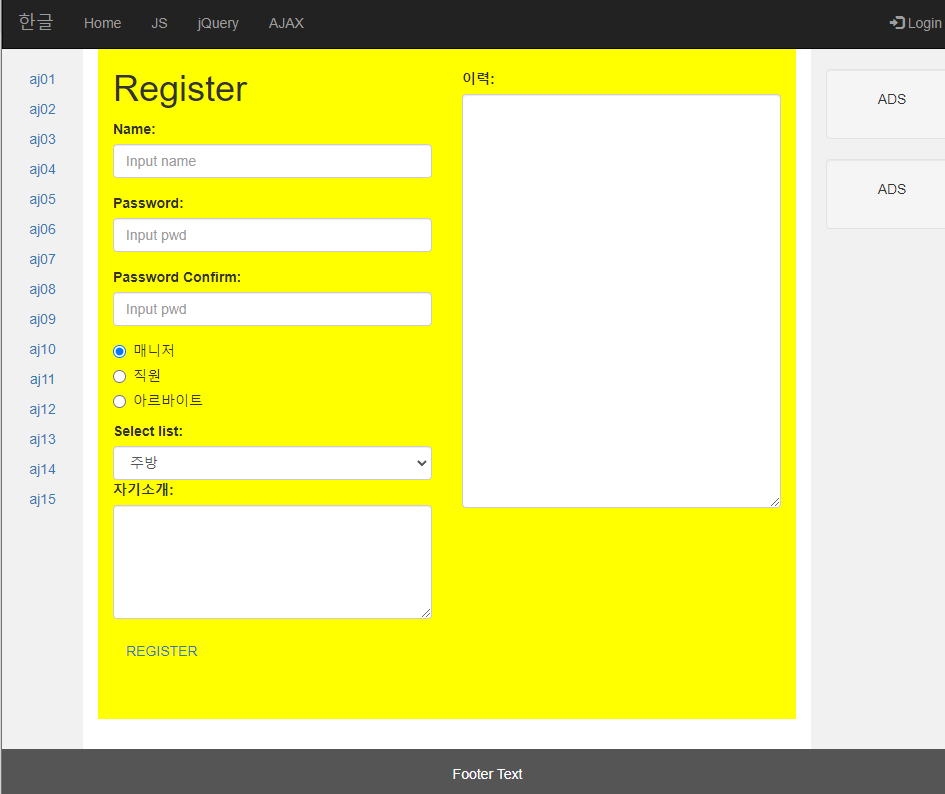 한글 Home JS jQuery AJAX Login
aj01
aj02
aj03
aj04
aj05
aj06
aj07
aj08
aj09
aj10
aj11
aj12
aj13
aj14
aj15
Register
Name:
Input name
Password:
Input pwd
Password Confirm:
Input pwd
매니저
직원
아르바이트
Select list:
주방
자기소개:
REGISTER
이력:
ADS
ADS
Footer Text